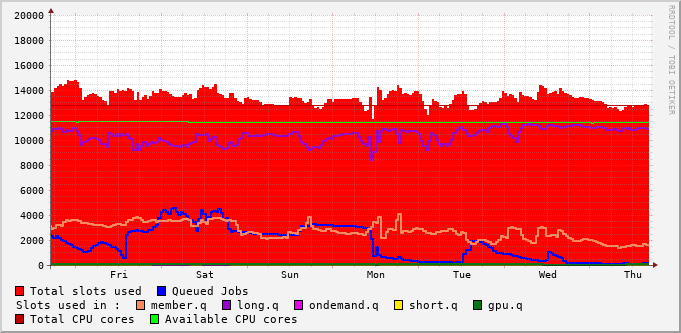 20000
18000
16000
14000
12000
10000
8000
6000
4000
2000
0
Fri Sat Sun Mon Tue Wed Thu
RRDTOOL / TOBI OETIKER
Total slots used Queued Jobs
Slots used in : member.q long.q ondemand.q short.q gpu.q
Total CPU cores Available CPU cores